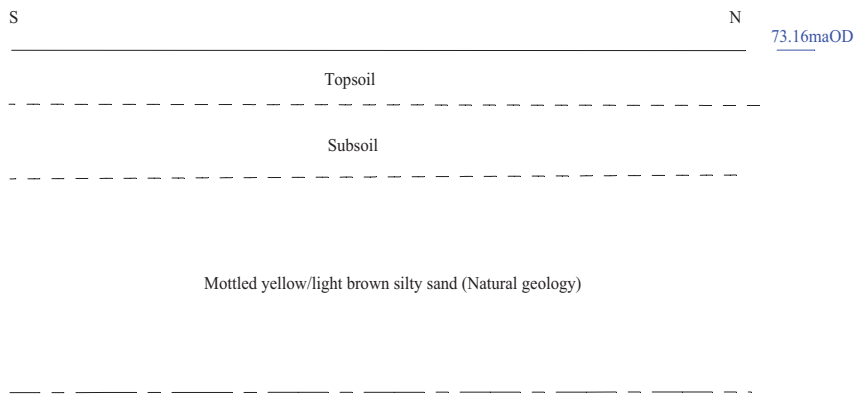 S
N
73.16maOD
Topsoil
Subsoil
Mottled yellow/light brown silty sand (Natural geology)